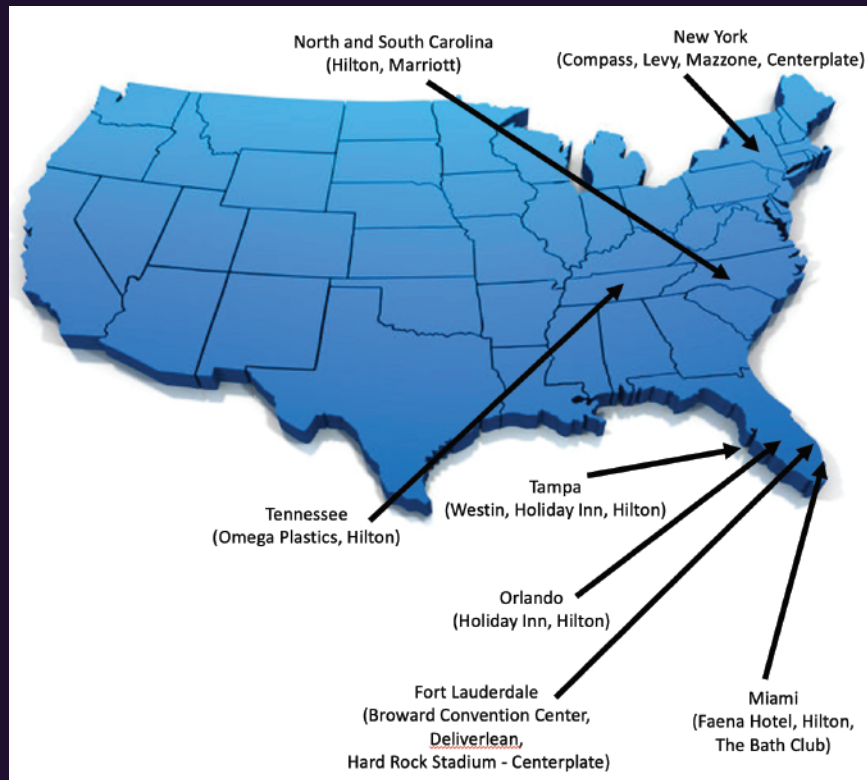 North and South Carolina
(Hilton, Marriott)
New York
(Compass, Levy, Mazzone, Centerplate)
Tennessee
(Omega Plastics, Hilton)
Tampa
(Westin, Holiday Inn, Hilton)
Orlando
(Holiday Inn, Hilton)
Fort Lauderdale
(Broward Convention Center,
Deliverlean,
Hard Rock Stadium - Centerplate)
Miami
(Faena Hotel, Hilton,
The Bath Club)